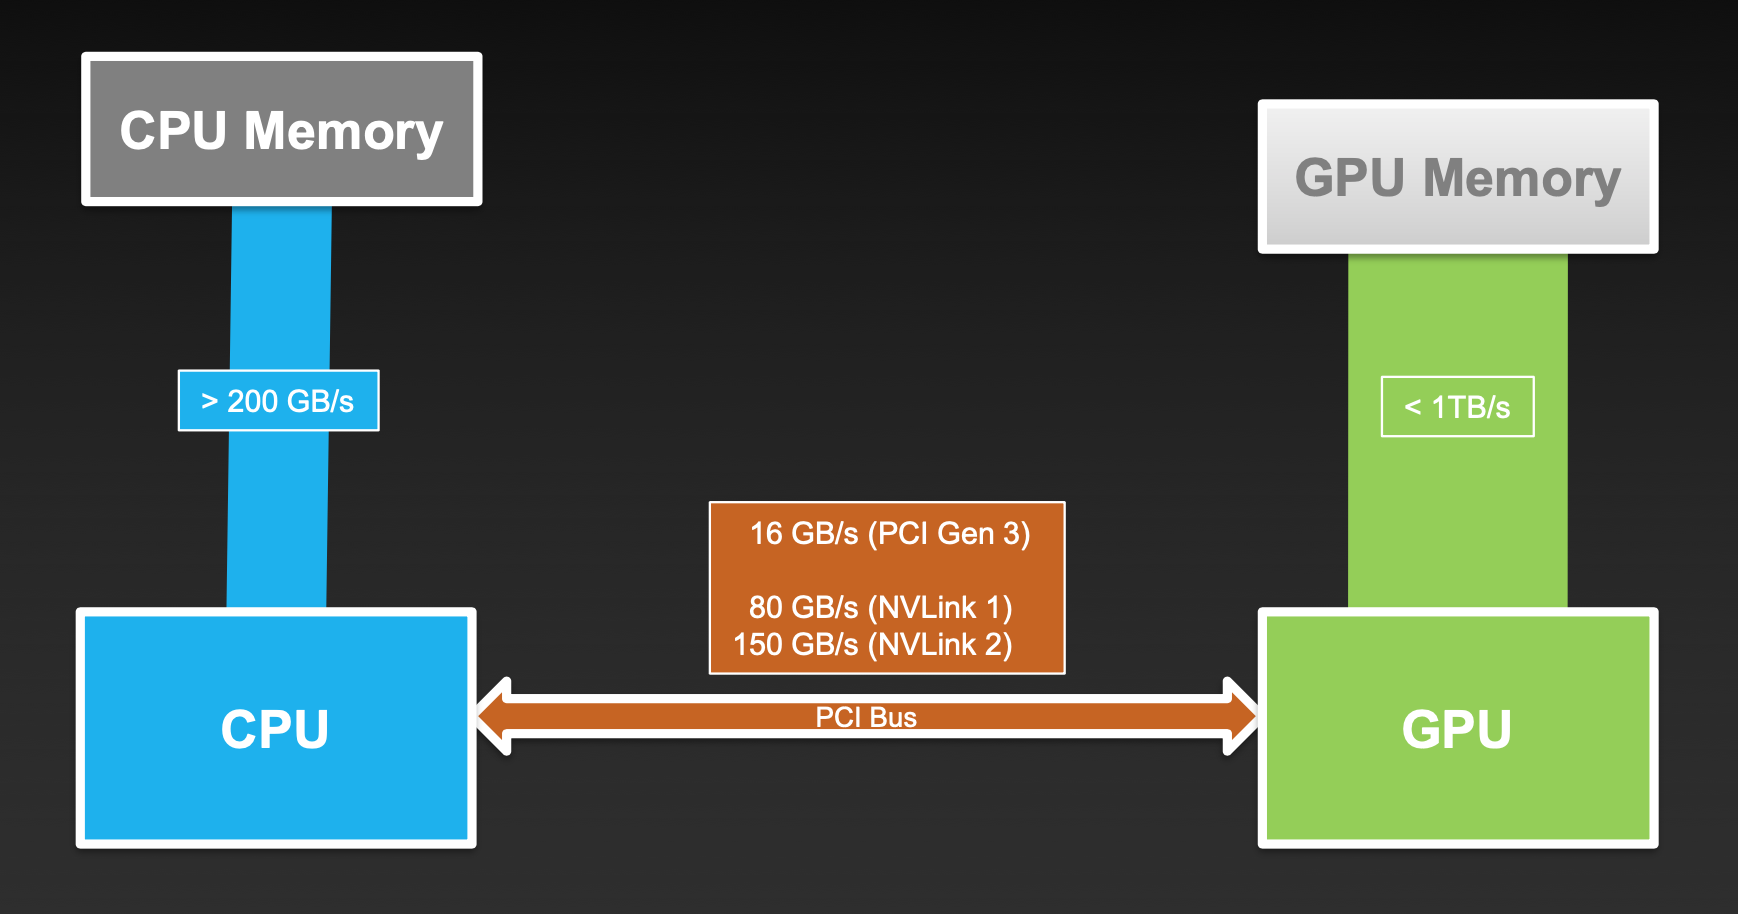 CPU Memory
GPU Memory
> 200 GB/s
< 1TB/s
16 GB/s (PCI Gen 3)
80 GB/s (NVLink 1)
150 GB/s (NVLink 2)
PCI Bus
CPU
GPU